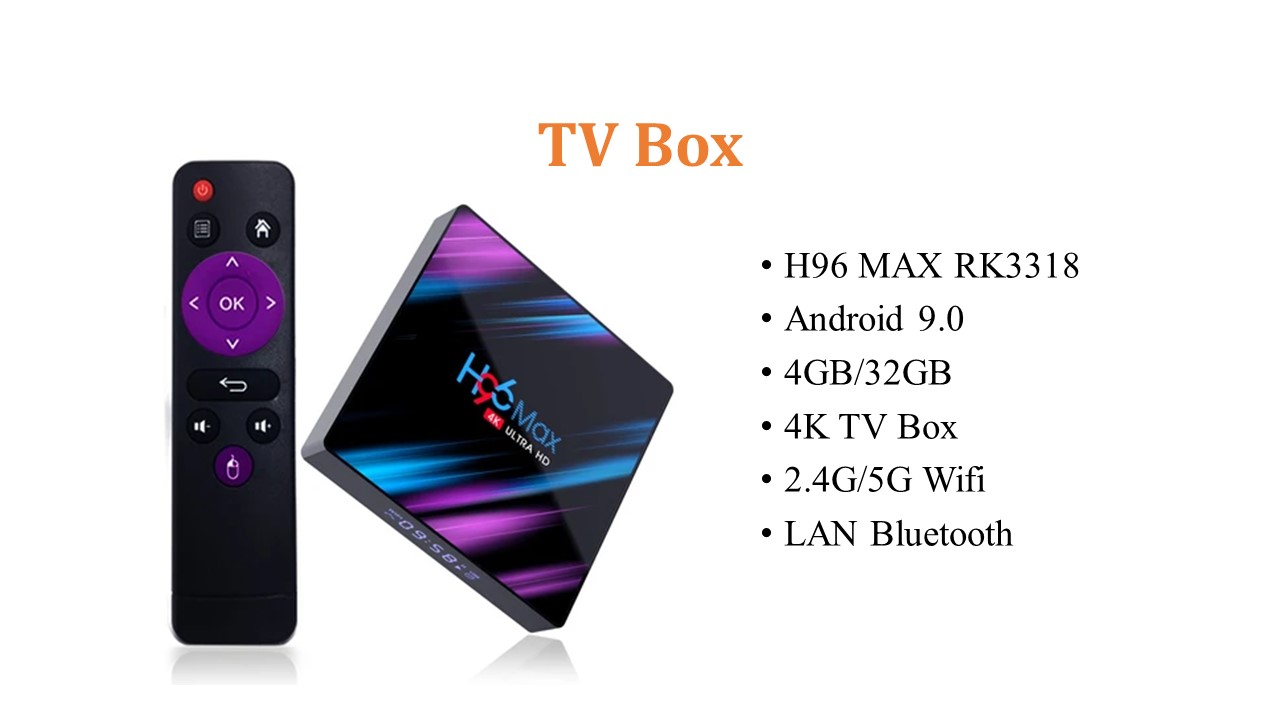 TV Box
OK
H96 Max
4K ULTRA HD
• H96 MAX RK3318
• Android 9.0
• 4GB/32GB
• 4K TV Box
• 2.4G/5G Wifi
• LAN Bluetooth